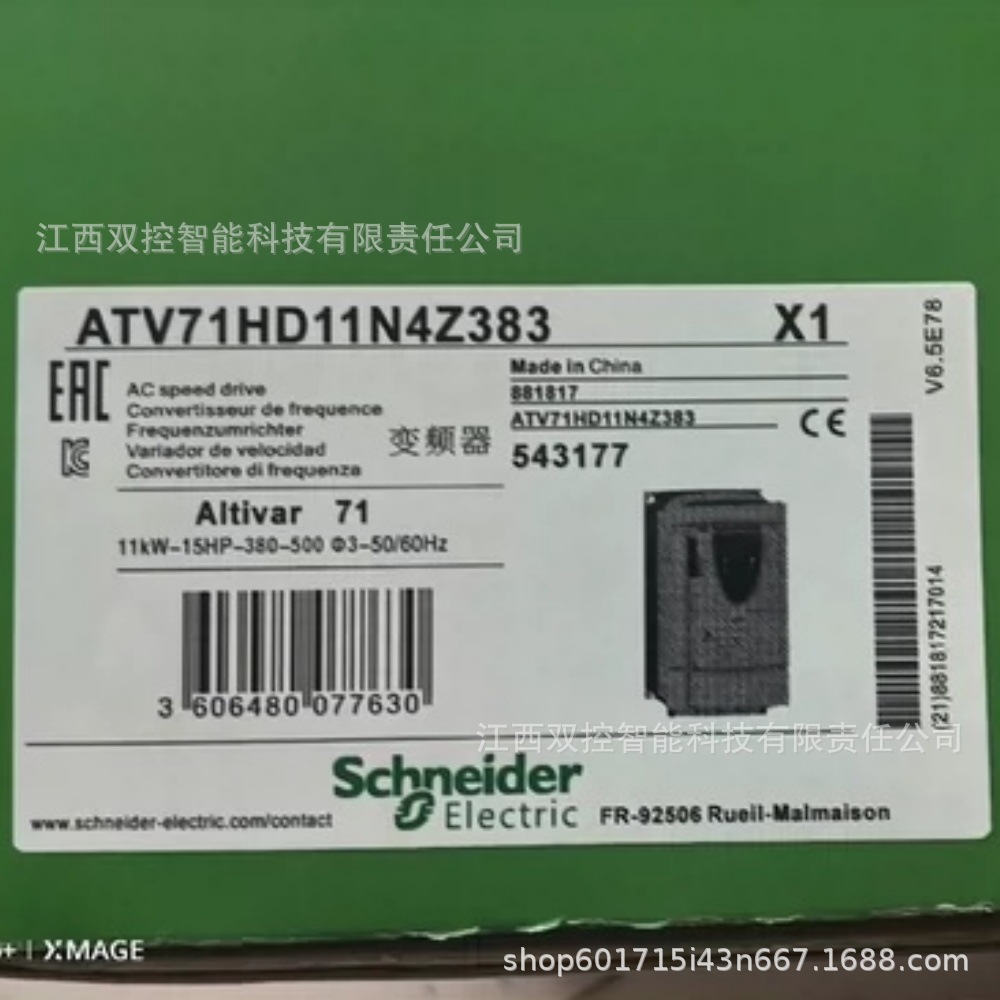 江西双控智能科技有限责任公司
ATV71HD11N4Z383 X1
EAC
AC speed drive
Convertisseur de frequence
Frequenzumrichter
Variador de velocidad
Convertitore di frequenza
变频器
Made in China
881817
ATV71HD11N4Z383
CE
543177
V6.5E78
Altivar 71
11kW-15HP-380-500 Φ3-50/60Hz
3 606480 077630
(21)881817217014
江西双控智能科技有限责任公司
Schneider
Electric
www.schneider-electric.com/contact
FR-92506 Rueil-Malmaison
XMAGE
shop601715i43n667.1688.com